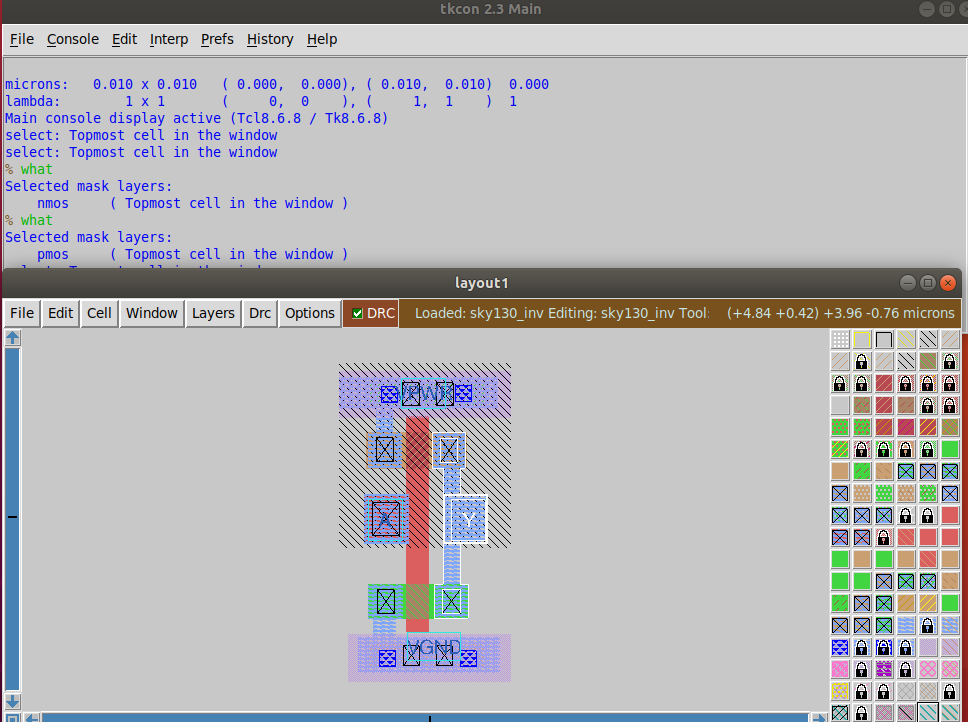 tkcon 2.3 Main
File Console Edit Interp Prefs History Help
microns: 0.010 x 0.010 ( 0.000, 0.000), ( 0.010, 0.010) 0.000
lambda: 1 x 1 ( 0, 0 ), ( 1, 1 ) 1
Main console display active (Tcl8.6.8 / Tk8.6.8)
select: Topmost cell in the window
select: Topmost cell in the window
% what
Selected mask layers:
nmos ( Topmost cell in the window )
% what
Selected mask layers:
pmos ( Topmost cell in the window )
layout1
File Edit Cell Window Layers Drc Options DRC Loaded: sky130_inv Editing: sky130_inv Tool: (+4.84 +0.42) +3.96 -0.76 microns
VPWR
A Y
VGND